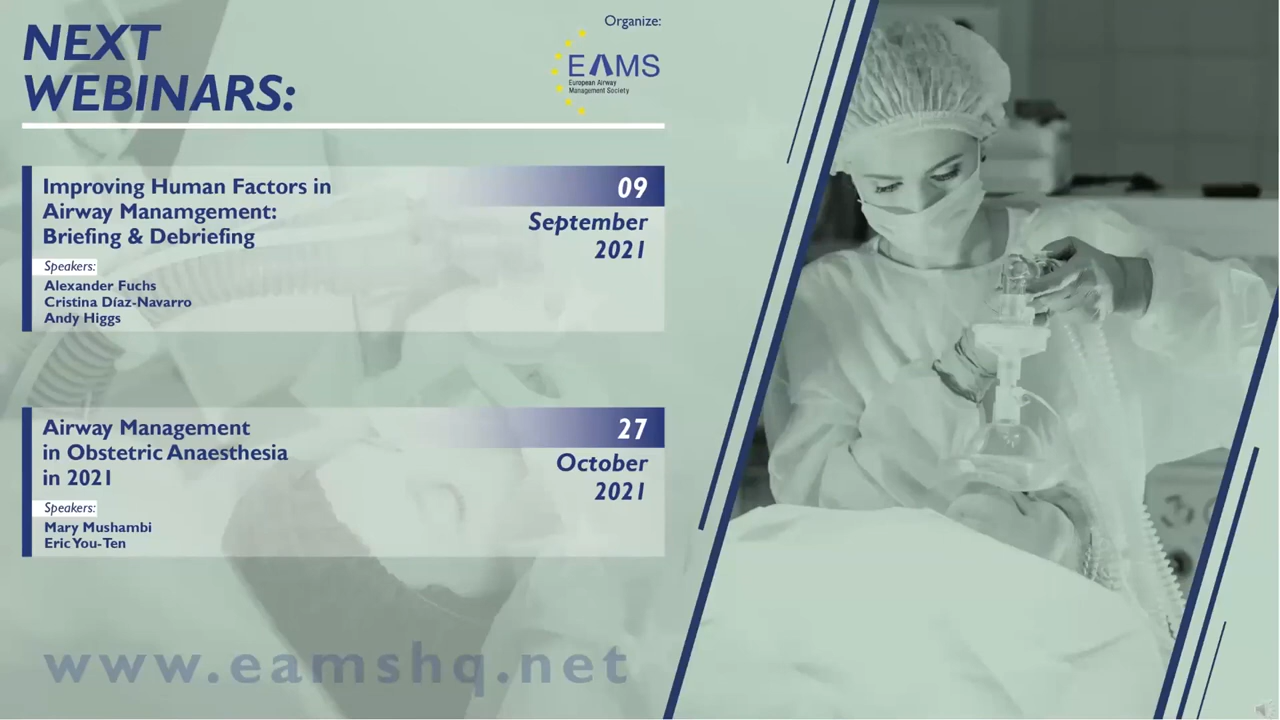 NEXT
WEBINARS:
Organize:
EAMS
European Airway
Management Society
Improving Human Factors in
Airway Manamgement:
Briefing & Debriefing
09
September
2021
Speakers:
Alexander Fuchs
Cristina Díaz-Navarro
Andy Higgs
Airway Management
in Obstetric Anaesthesia
in 2021
27
October
2021
Speakers:
Mary Mushambi
Eric You-Ten
www.eamshq.net